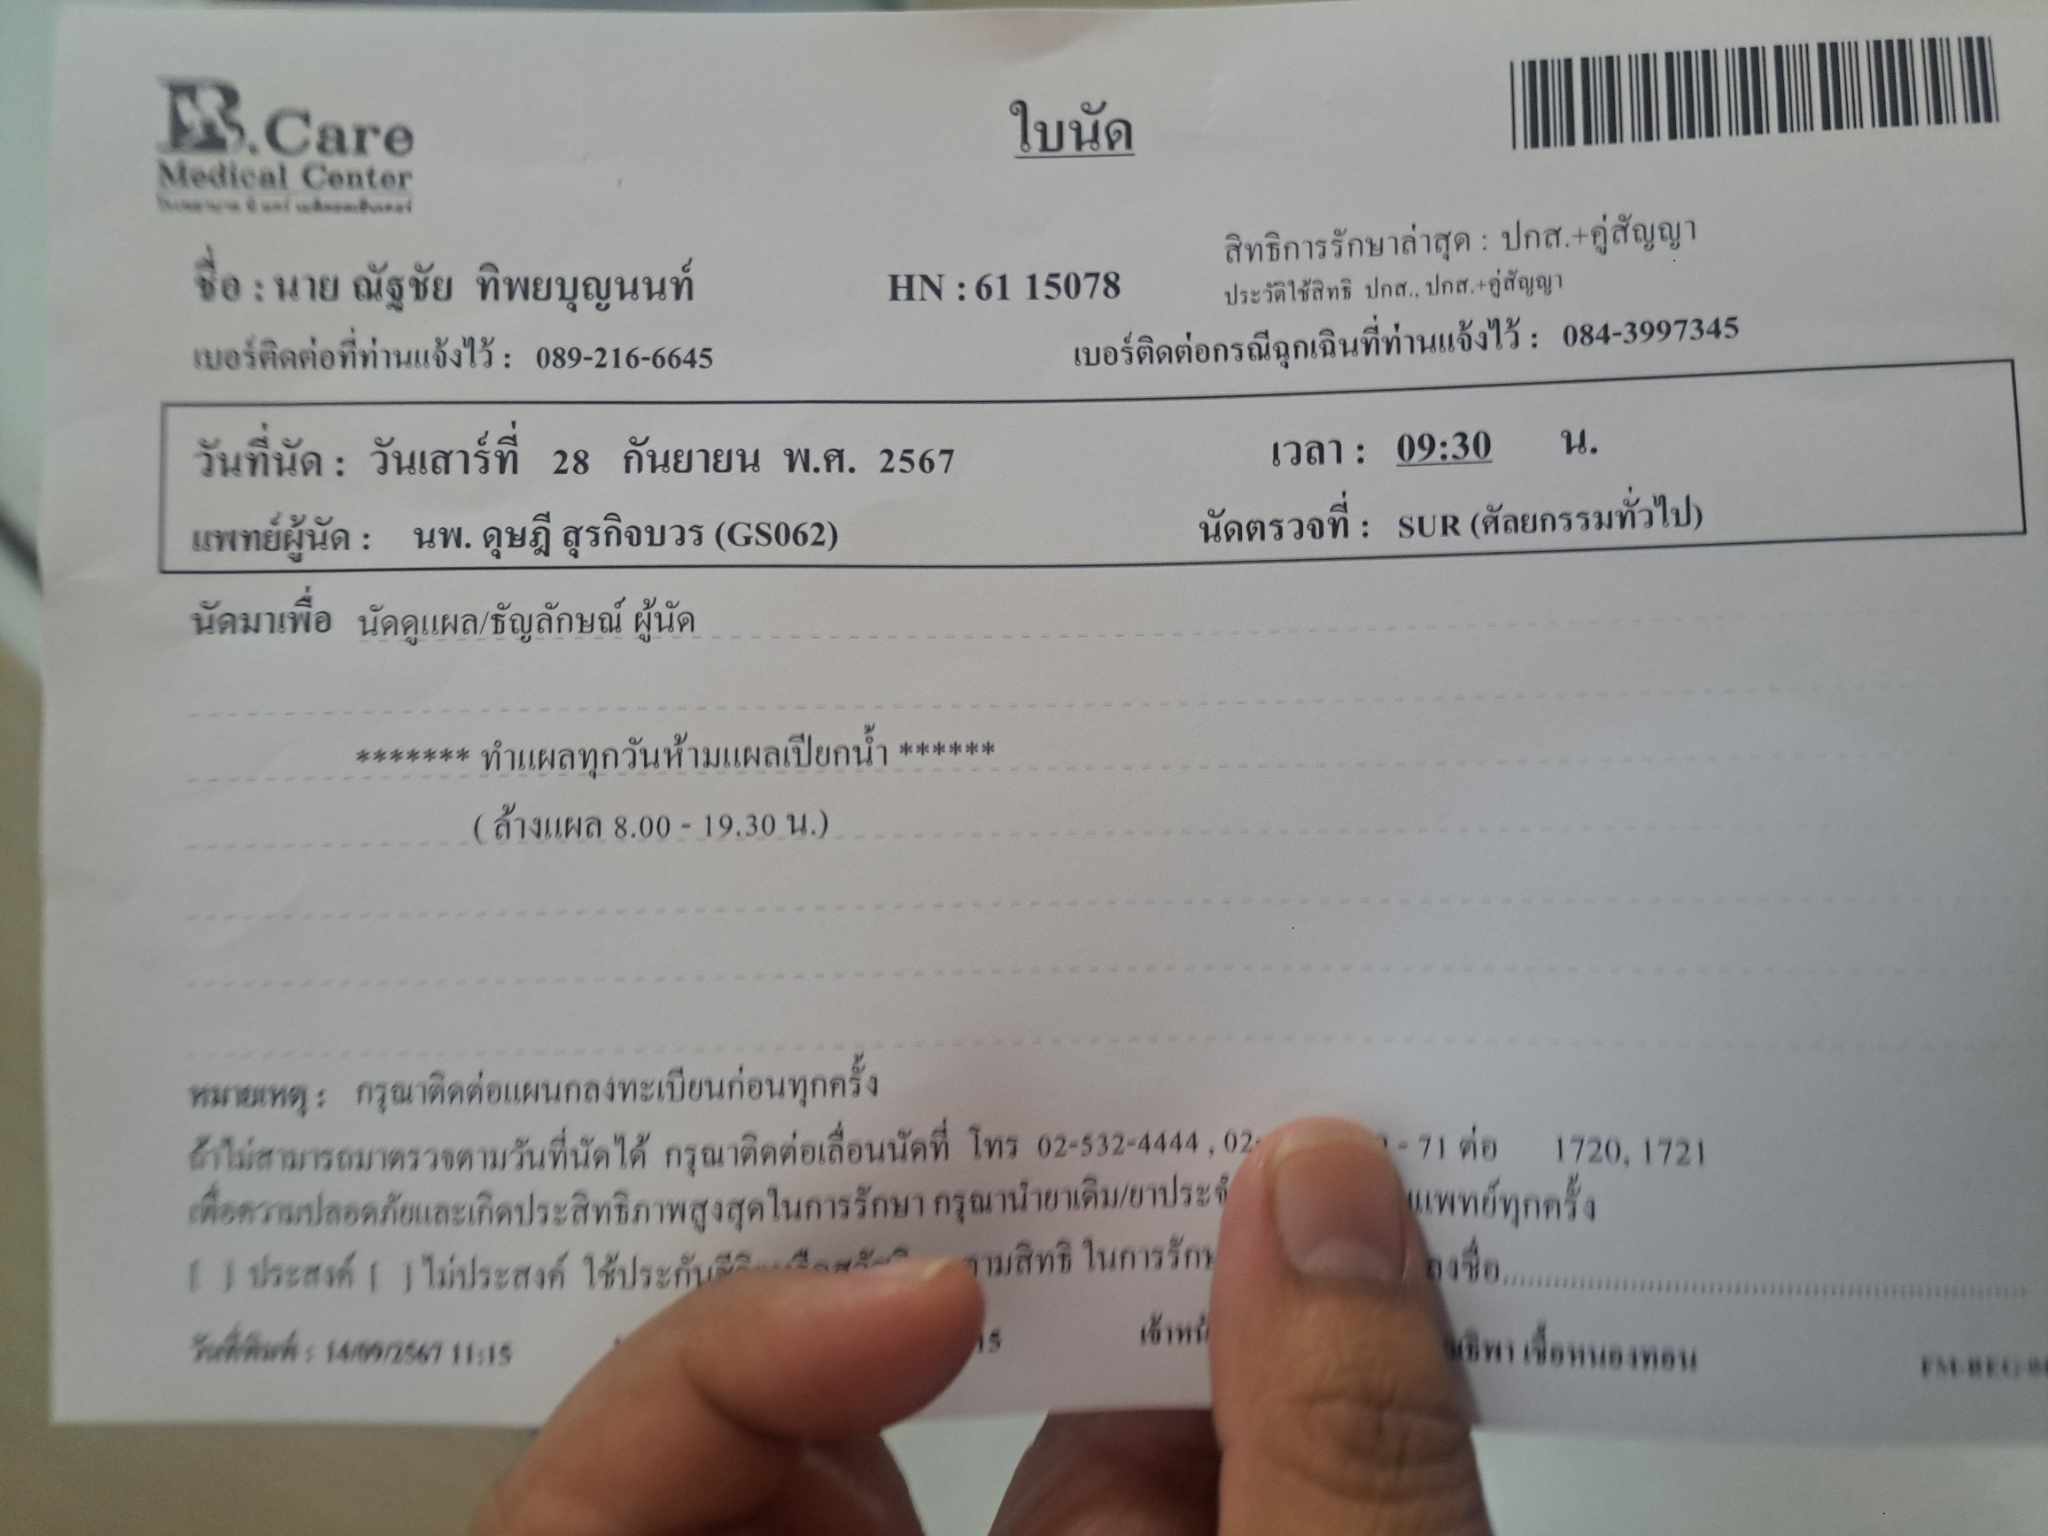 B.Care
Medical Center
ใบนัด
ชื่อ : นาย ณัฐชัย ทิพยบุญนนท์ HN : 61 15078
สิทธิการรักษาล่าสุด : ปกส.+คู่สัญญา
ประวัติใช้สิทธิ ปกส., ปกส.+คู่สัญญา
เบอร์ติดต่อที่ท่านแจ้งไว้ : 089-216-6645 เบอร์ติดต่อกรณีฉุกเฉินที่ท่านแจ้งไว้ : 084-3997345
วันที่นัด : วันเสาร์ที่ 28 กันยายน พ.ศ. 2567 เวลา : 09:30 น.
แพทย์ผู้นัด : นพ. ดุษฎี สุรกิจบวร (GS062) นัดตรวจที่ : SUR (ศัลยกรรมทั่วไป)
นัดมาเพื่อ นัดดูแผล/ธัญลักษณ์ ผู้นัด
******* ทำแผลทุกวันห้ามแผลเปียกน้ำ ******
( ล้างแผล 8.00 - 19.30 น.)
หมายเหตุ : กรุณาติดต่อแผนกลงทะเบียนก่อนทุกครั้ง
ถ้าไม่สามารถมาตรวจตามวันที่นัดได้ กรุณาติดต่อเลื่อนนัดที่ โทร 02-532-4444 , 02- - 71 ต่อ 1720, 1721
เพื่อความปลอดภัยและเกิดประสิทธิภาพสูงสุดในการรักษา กรุณานำยาเดิม/ยาประจำ แพทย์ทุกครั้ง
[ ] ประสงค์ [ ] ไม่ประสงค์ ใช้ประกันชีวิตหรือสวัสดิ ตามสิทธิ ในการรักษ ลงชื่อ
วันที่พิมพ์ : 14/09/2567 11:15 เชื้อหนองทอน